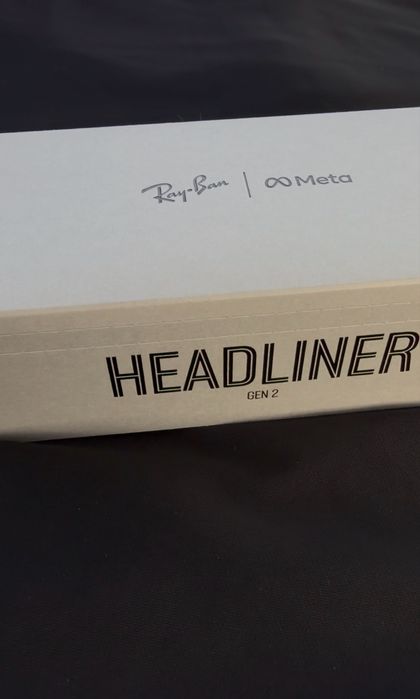 Ray-Ban | Meta
HEADLINER
GEN 2